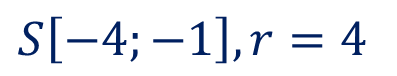 S[−4; −1], r = 4